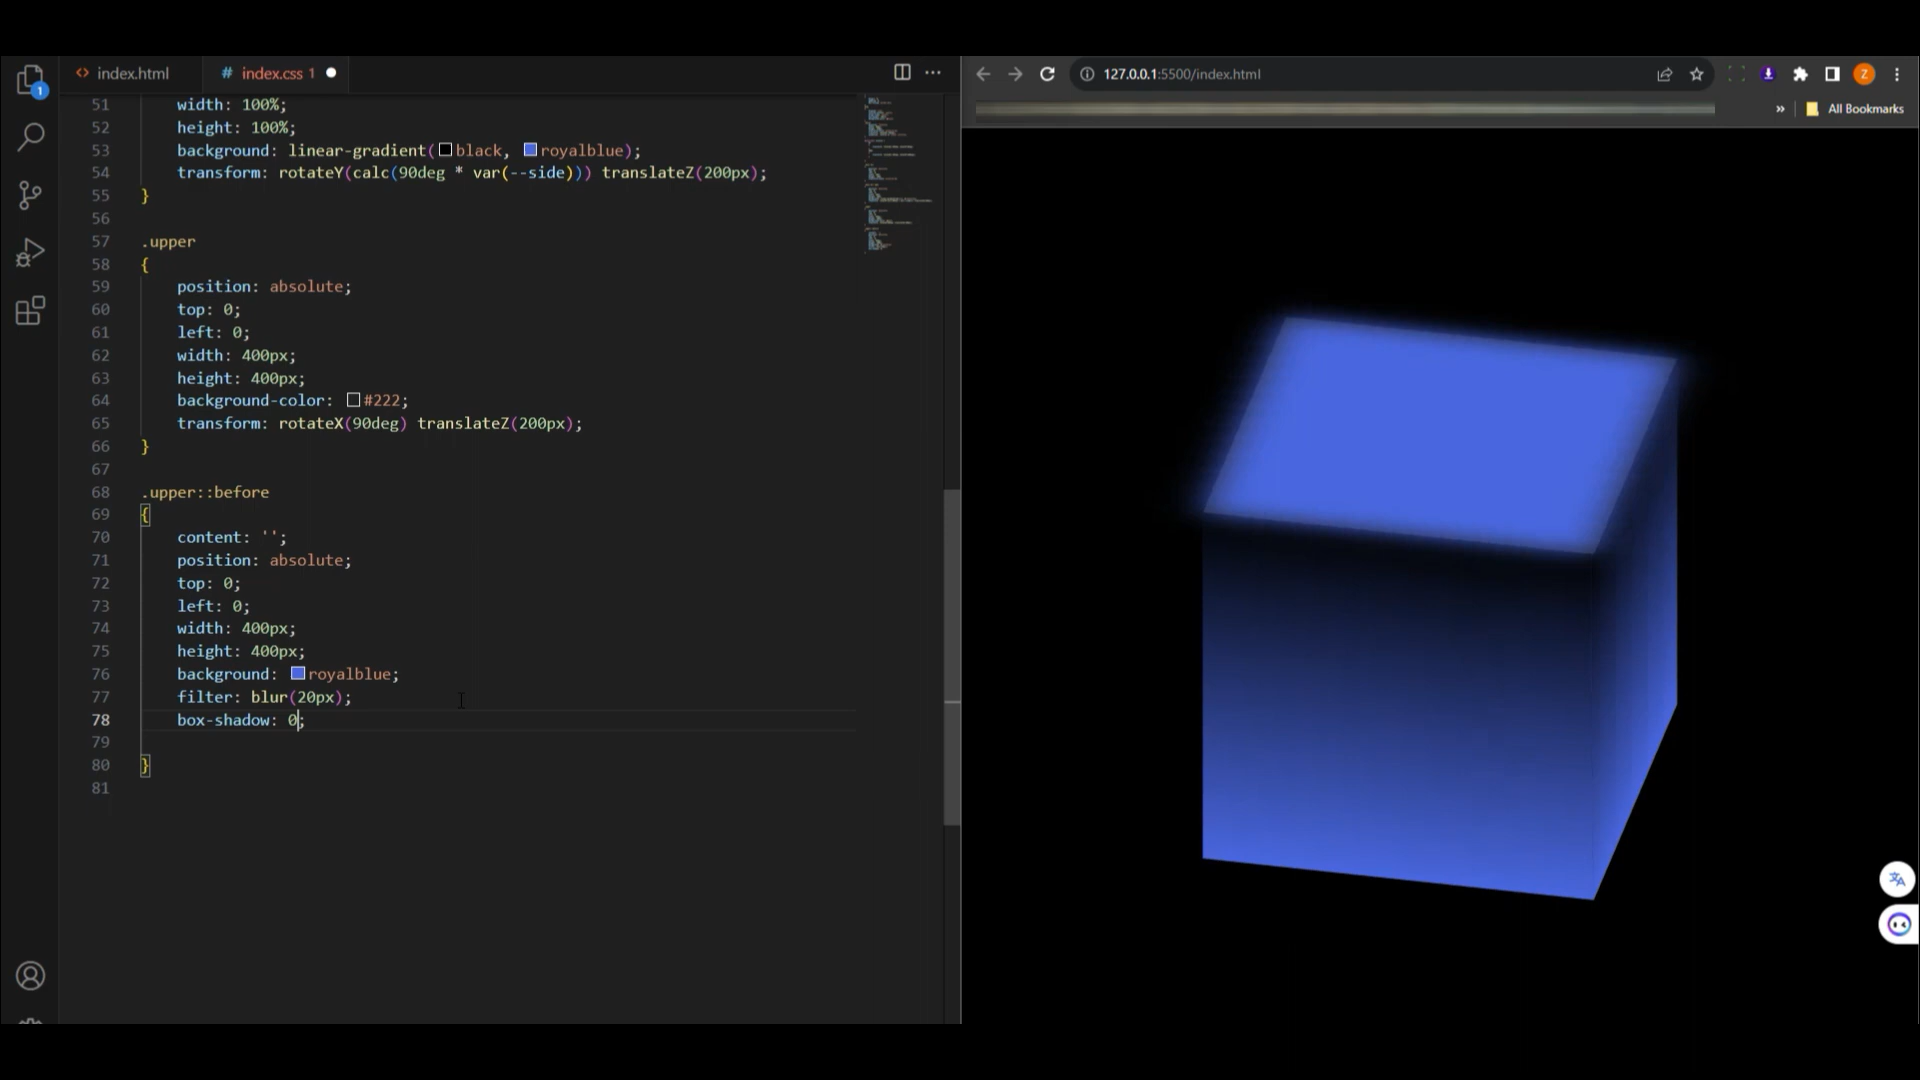 index.html
index.css 1
127.0.0.1:5500/index.html
Z
All Bookmarks
1
51 width: 100%;
52 height: 100%;
53 background: linear-gradient(black, royalblue);
54 transform: rotateY(calc(90deg * var(--side))) translateZ(200px);
55 }
56
57 .upper
58 {
59 position: absolute;
60 top: 0;
61 left: 0;
62 width: 400px;
63 height: 400px;
64 background-color: #222;
65 transform: rotateX(90deg) translateZ(200px);
66 }
67
68 .upper::before
69 {
70 content: '';
71 position: absolute;
72 top: 0;
73 left: 0;
74 width: 400px;
75 height: 400px;
76 background: royalblue;
77 filter: blur(20px);
78 box-shadow: 0;
79
80 }
81